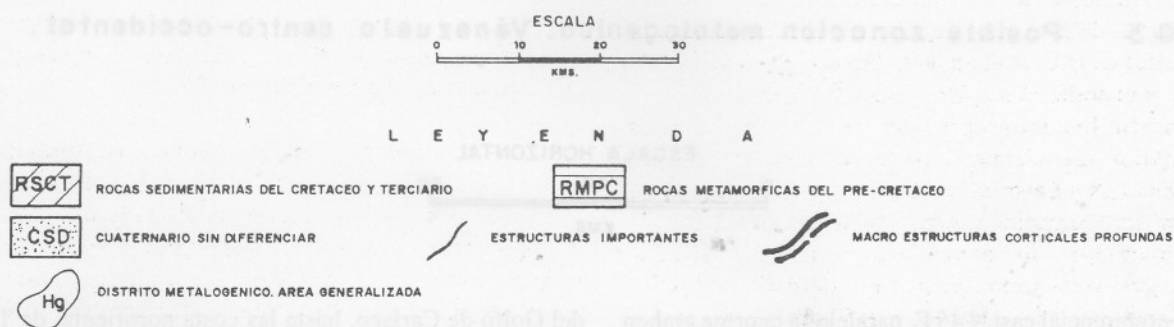 ESCALA
0 10 20 30
KMS.
L E Y E N D A
RSCT ROCAS SEDIMENTARIAS DEL CRETACEO Y TERCIARIO RMPC ROCAS METAMORFICAS DEL PRE-CRETACEO
CSD CUATERNARIO SIN DIFERENCIAR ESTRUCTURAS IMPORTANTES MACRO ESTRUCTURAS CORTICALES PROFUNDAS
Hg DISTRITO METALOGENICO. AREA GENERALIZADA